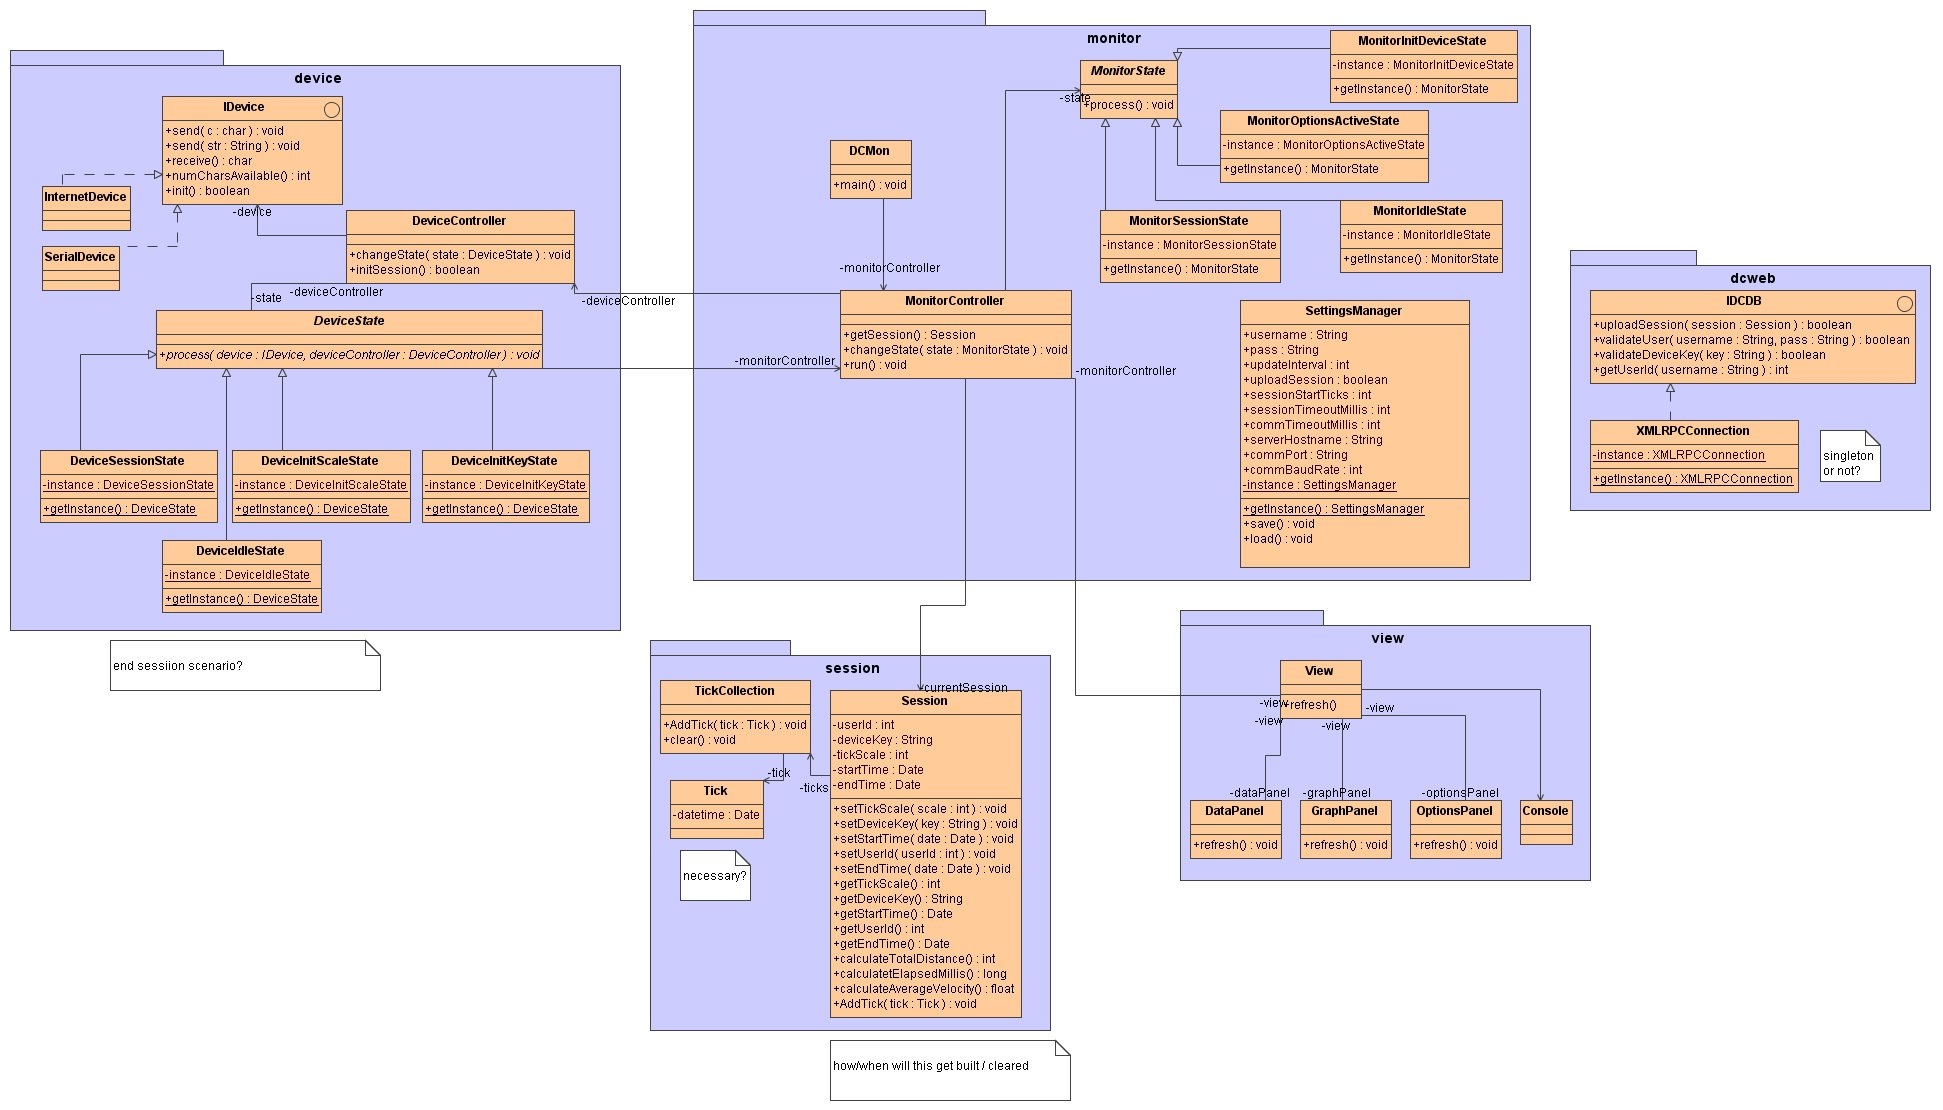 device
IDevice
+send( c : char ) : void
+send( str : String ) : void
+receive() : char
+numCharsAvailable() : int
+init() : boolean
InternetDevice
SerialDevice
-device
DeviceController
+changeState( state : DeviceState ) : void
+initSession() : boolean
-state
-deviceController
-deviceController
DeviceState
+process( device : IDevice, deviceController : DeviceController ) : void
-monitorController
DeviceSessionState
-instance : DeviceSessionState
+getInstance() : DeviceState
DeviceInitScaleState
-instance : DeviceInitScaleState
+getInstance() : DeviceState
DeviceInitKeyState
-instance : DeviceInitKeyState
+getInstance() : DeviceState
DeviceIdleState
-instance : DeviceIdleState
+getInstance() : DeviceState
end sessiion scenario?
monitor
MonitorState
+process() : void
-state
MonitorInitDeviceState
-instance : MonitorInitDeviceState
+getInstance() : MonitorState
MonitorOptionsActiveState
-instance : MonitorOptionsActiveState
+getInstance() : MonitorState
DCMon
+main() : void
MonitorSessionState
-instance : MonitorSessionState
+getInstance() : MonitorState
MonitorIdleState
-instance : MonitorIdleState
+getInstance() : MonitorState
-monitorController
MonitorController
+getSession() : Session
+changeState( state : MonitorState ) : void
+run() : void
-monitorController
SettingsManager
+username : String
+pass : String
+updateInterval : int
+uploadSession : boolean
+sessionStartTicks : int
+sessionTimeoutMillis : int
+commTimeoutMillis : int
+serverHostname : String
+commPort : String
+commBaudRate : int
-instance : SettingsManager
+getInstance() : SettingsManager
+save() : void
+load() : void
dcweb
IDCDB
+uploadSession( session : Session ) : boolean
+validateUser( username : String, pass : String ) : boolean
+validateDeviceKey( key : String ) : boolean
+getUserId( username : String ) : int
XMLRPCConnection
-instance : XMLRPCConnection
+getInstance() : XMLRPCConnection
singleton
or not?
session
TickCollection
+AddTick( tick : Tick ) : void
+clear() : void
-tick
-ticks
Tick
-datetime : Date
necessary?
-currentSession
Session
-userId : int
-deviceKey : String
-tickScale : int
-startTime : Date
-endTime : Date
+setTickScale( scale : int ) : void
+setDeviceKey( key : String ) : void
+setStartTime( date : Date ) : void
+setUserId( userId : int ) : void
+setEndTime( date : Date ) : void
+getTickScale() : int
+getDeviceKey() : String
+getStartTime() : Date
+getUserId() : int
+getEndTime() : Date
+calculateTotalDistance() : int
+calculatetElapsedMillis() : long
+calculateAverageVelocity() : float
+AddTick( tick : Tick ) : void
how/when will this get built / cleared
view
View
+refresh()
-view
-view
-view
-view
-dataPanel
-graphPanel
-optionsPanel
DataPanel
+refresh() : void
GraphPanel
+refresh() : void
OptionsPanel
+refresh() : void
Console